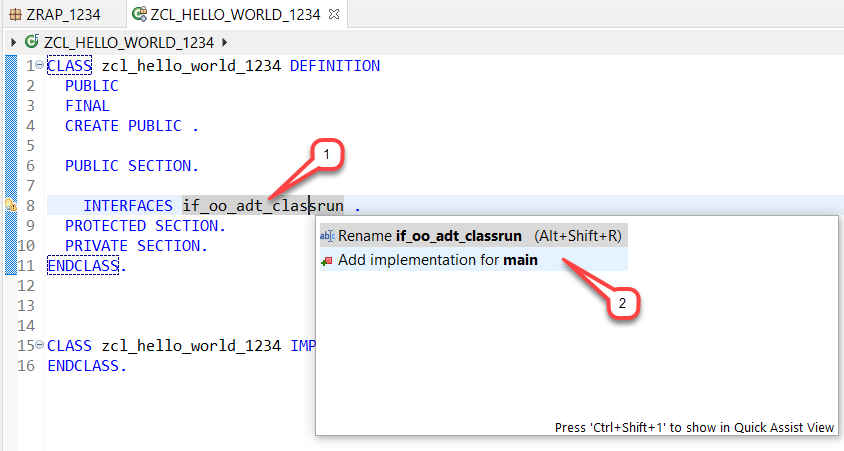 ZRAP_1234 ZCL_HELLO_WORLD_1234
ZCL_HELLO_WORLD_1234
1 CLASS zcl_hello_world_1234 DEFINITION
2 PUBLIC
3 FINAL
4 CREATE PUBLIC .
5
6 PUBLIC SECTION.
7
8 INTERFACES if_oo_adt_classrun .
9 PROTECTED SECTION.
10 PRIVATE SECTION.
11 ENDCLASS.
12
13
14
15 CLASS zcl_hello_world_1234 IMP
16 ENDCLASS.
1
Rename if_oo_adt_classrun (Alt+Shift+R)
Add implementation for main
2
Press 'Ctrl+Shift+1' to show in Quick Assist View